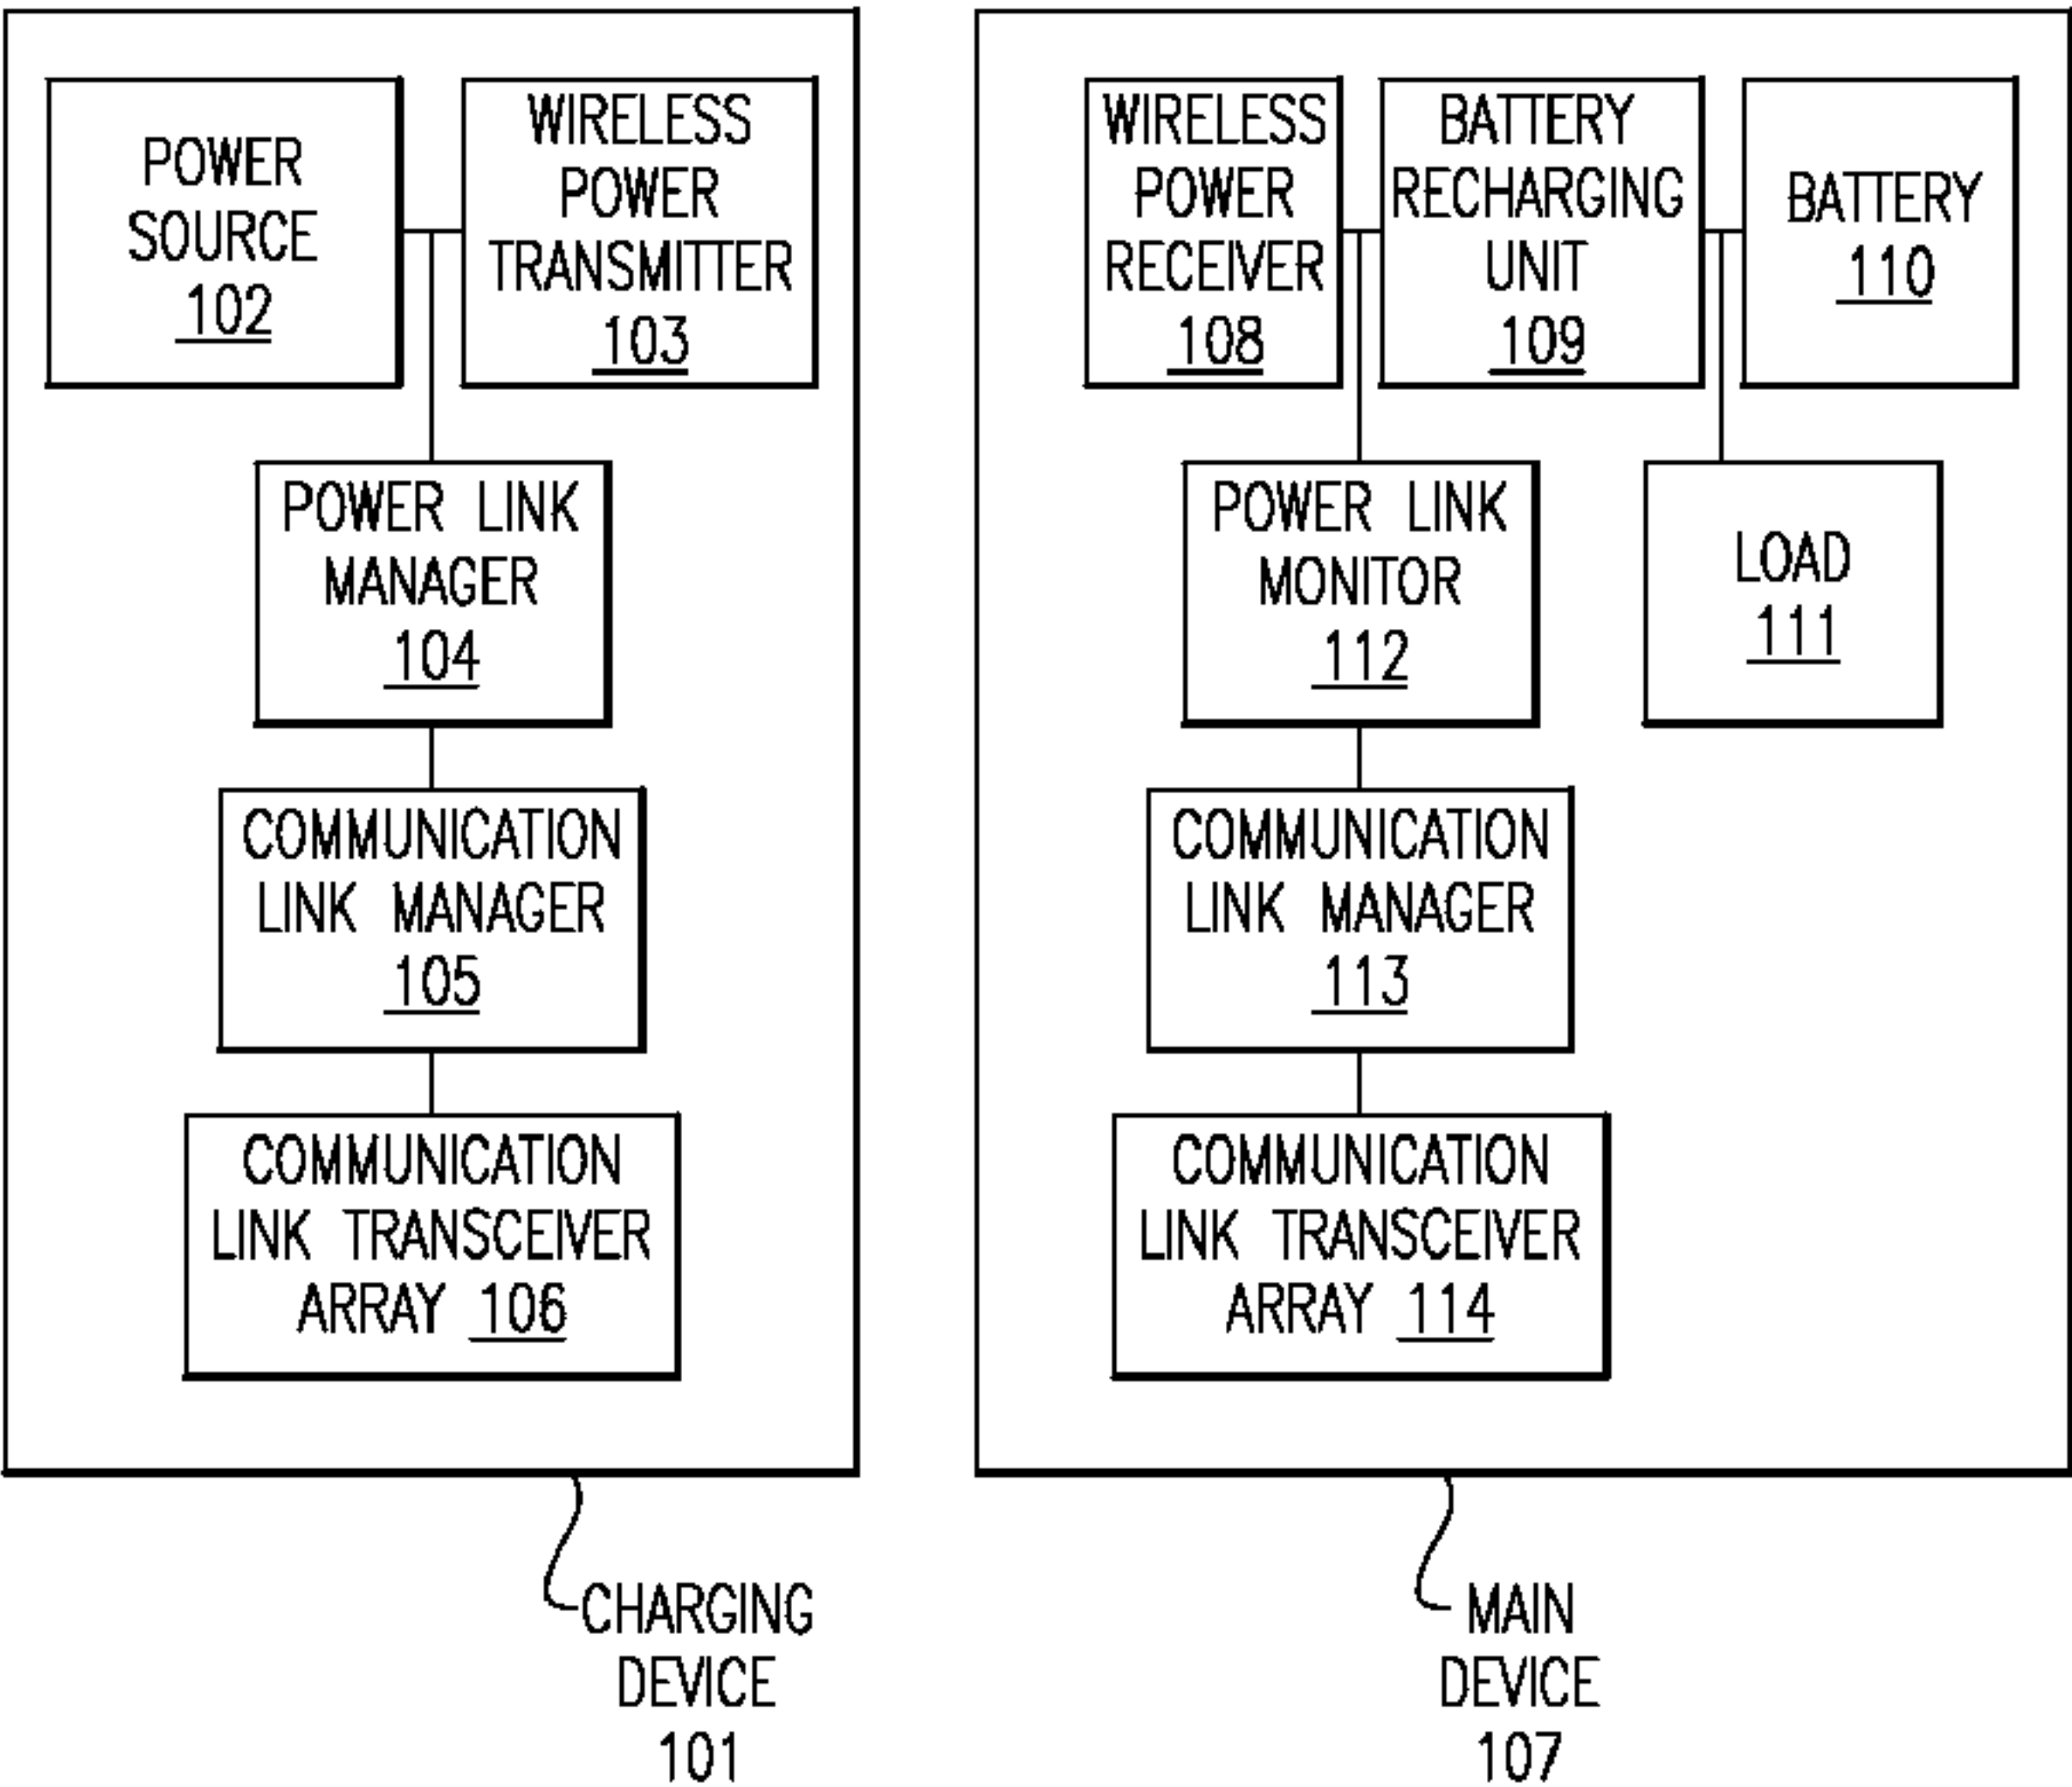 POWER
SOURCE
102
WIRELESS
POWER
TRANSMITTER
103
POWER LINK
MANAGER
104
COMMUNICATION
LINK MANAGER
105
COMMUNICATION
LINK TRANSCEIVER
ARRAY 106
CHARGING
DEVICE
101
WIRELESS
POWER
RECEIVER
108
BATTERY
RECHARGING
UNIT
109
BATTERY
110
POWER LINK
MONITOR
112
LOAD
111
COMMUNICATION
LINK MANAGER
113
COMMUNICATION
LINK TRANSCEIVER
ARRAY 114
MAIN
DEVICE
107